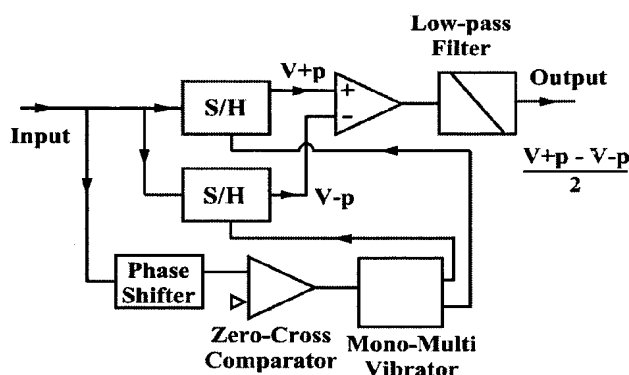 Low-pass
Filter
V+p
Output
S/H
+
Input
-
V+p - V-p
2
S/H
V-p
Phase
Shifter
Zero-Cross
Comparator
Mono-Multi
Vibrator